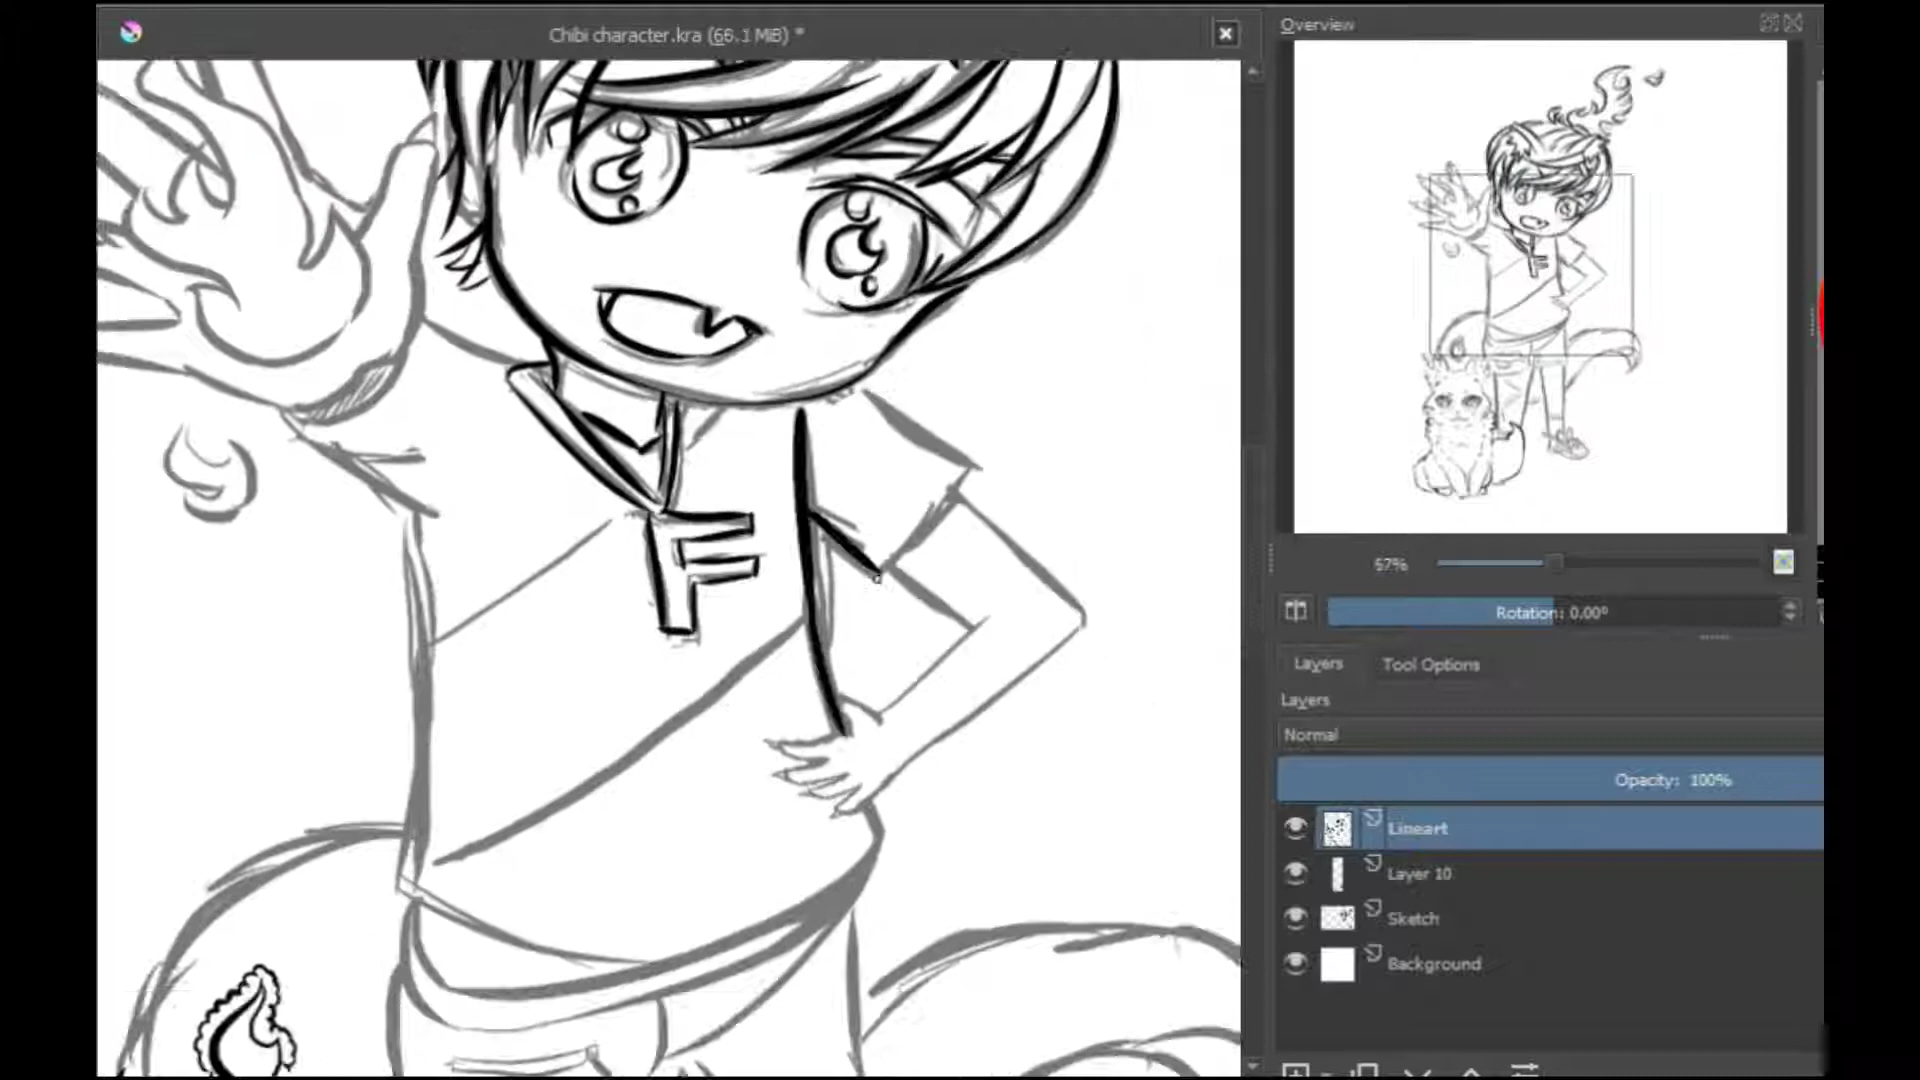 Chibi character.kra (66.1 MiB) *
Overview
F
57%
Rotation: 0.00°
Layers
Tool Options
Layers
Normal
Opacity: 100%
Lineart
Layer 10
Sketch
Background